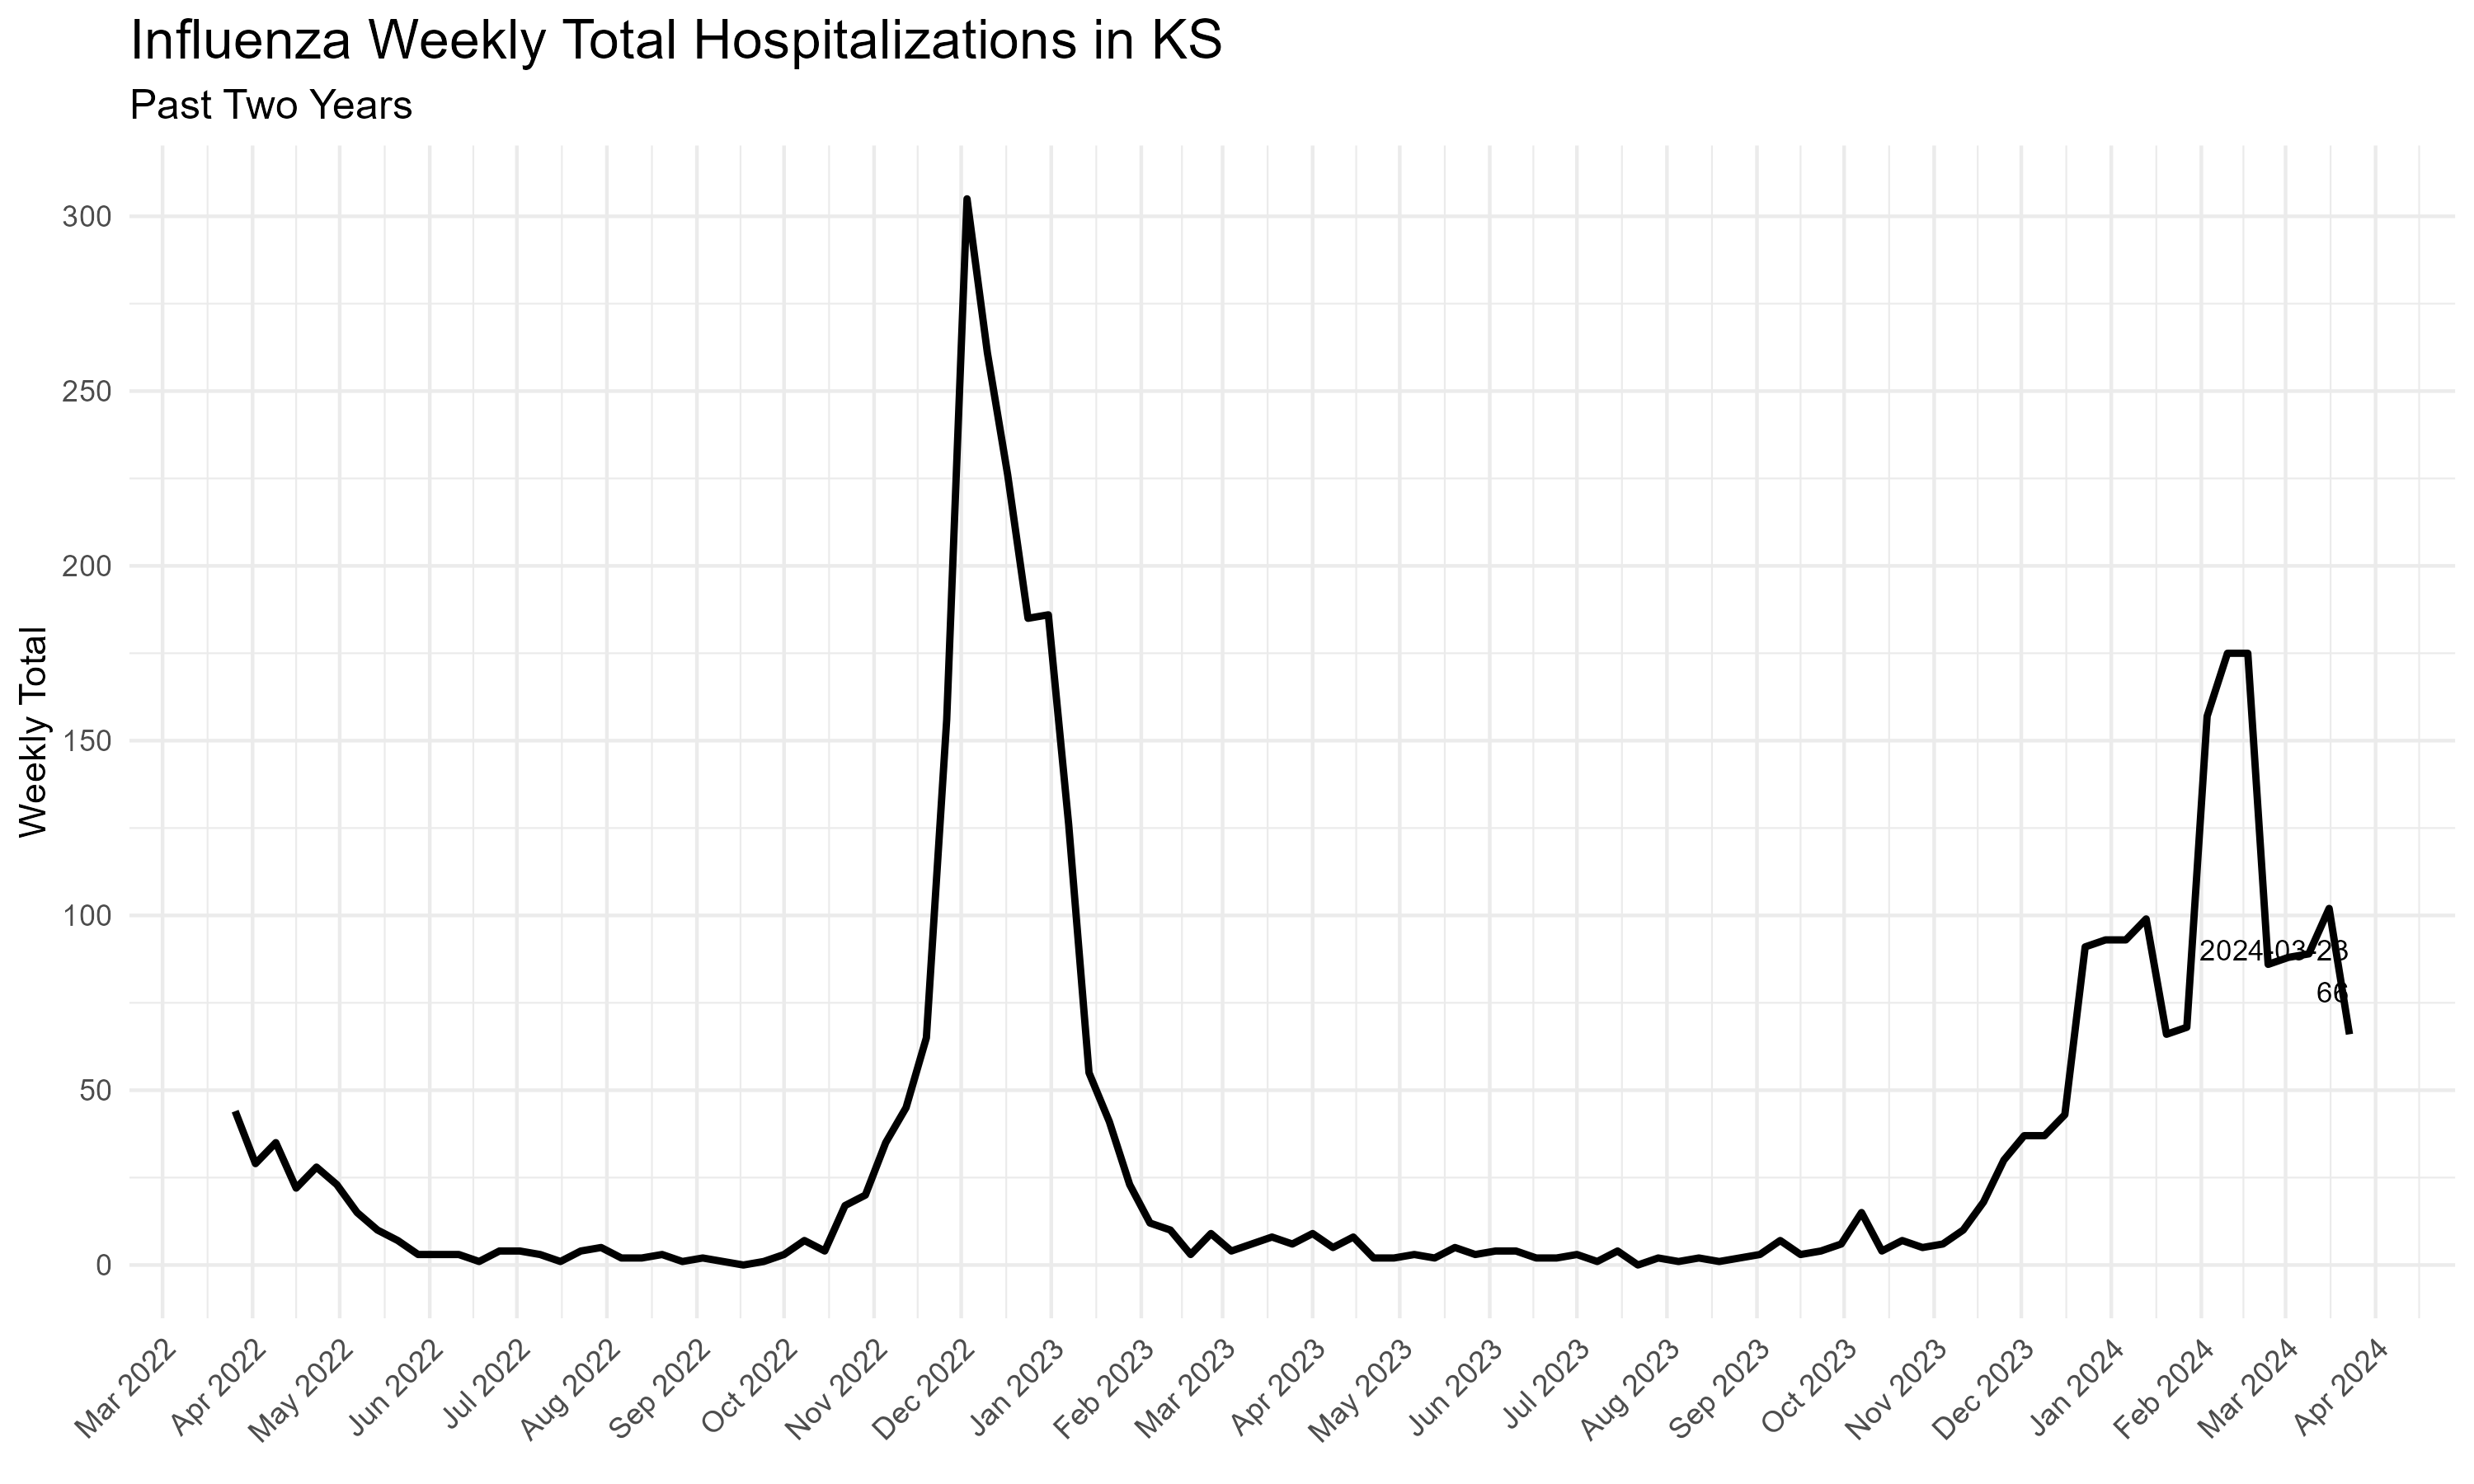 Influenza Weekly Total Hospitalizations in KS
Past Two Years
Weekly Total
300
250
200
150
100
50
0
2024-03-23
66
Mar 2022
Apr 2022
May 2022
Jun 2022
Jul 2022
Aug 2022
Sep 2022
Oct 2022
Nov 2022
Dec 2022
Jan 2023
Feb 2023
Mar 2023
Apr 2023
May 2023
Jun 2023
Jul 2023
Aug 2023
Sep 2023
Oct 2023
Nov 2023
Dec 2023
Jan 2024
Feb 2024
Mar 2024
Apr 2024